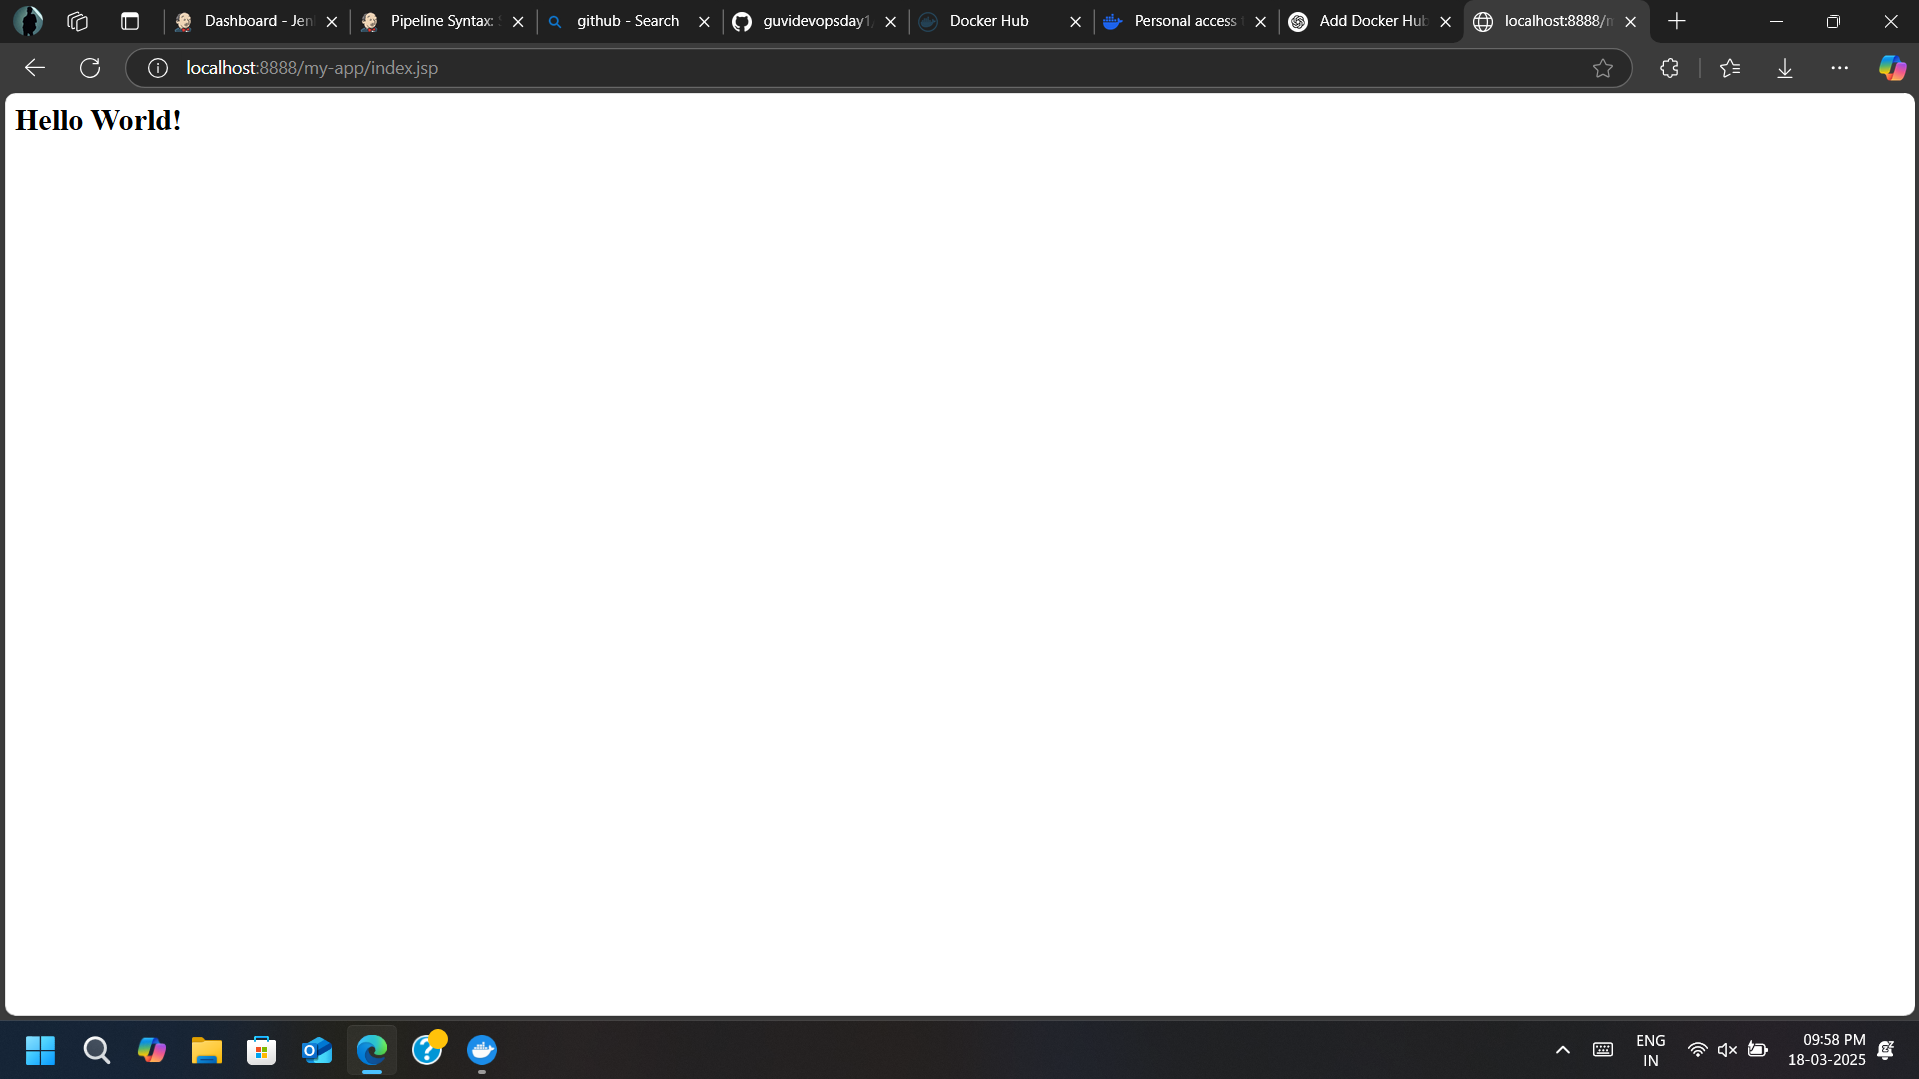 Dashboard - Jen
Pipeline Syntax:
github - Search
guvidevopsday1
Docker Hub
Personal access
Add Docker Hub
localhost:8888/m
localhost:8888/my-app/index.jsp
Hello World!
ENG
IN
09:58 PM
18-03-2025